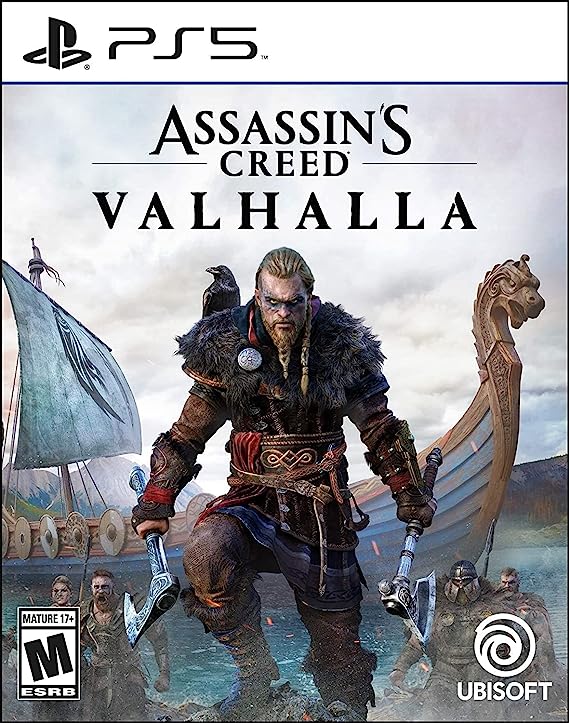 PS5
ASSASSIN'S
CREED
VALHALLA
MATURE 17+
M
ESRB
UBISOFT